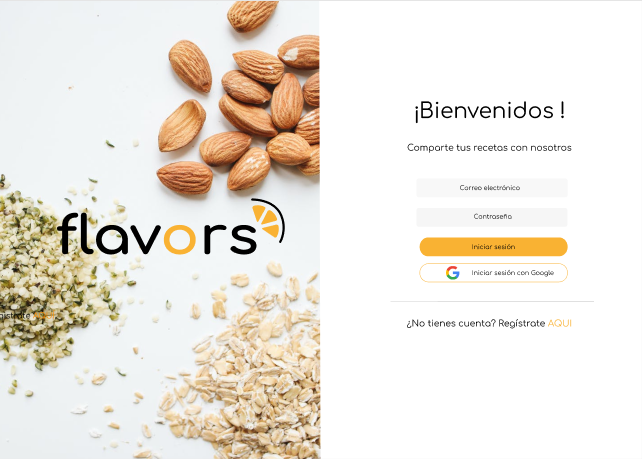 flavors
¡Bienvenidos !
Comparte tus recetas con nosotros
Correo electrónico
Contraseña
Iniciar sesión
Iniciar sesión con Google
¿No tienes cuenta? Regístrate AQUI